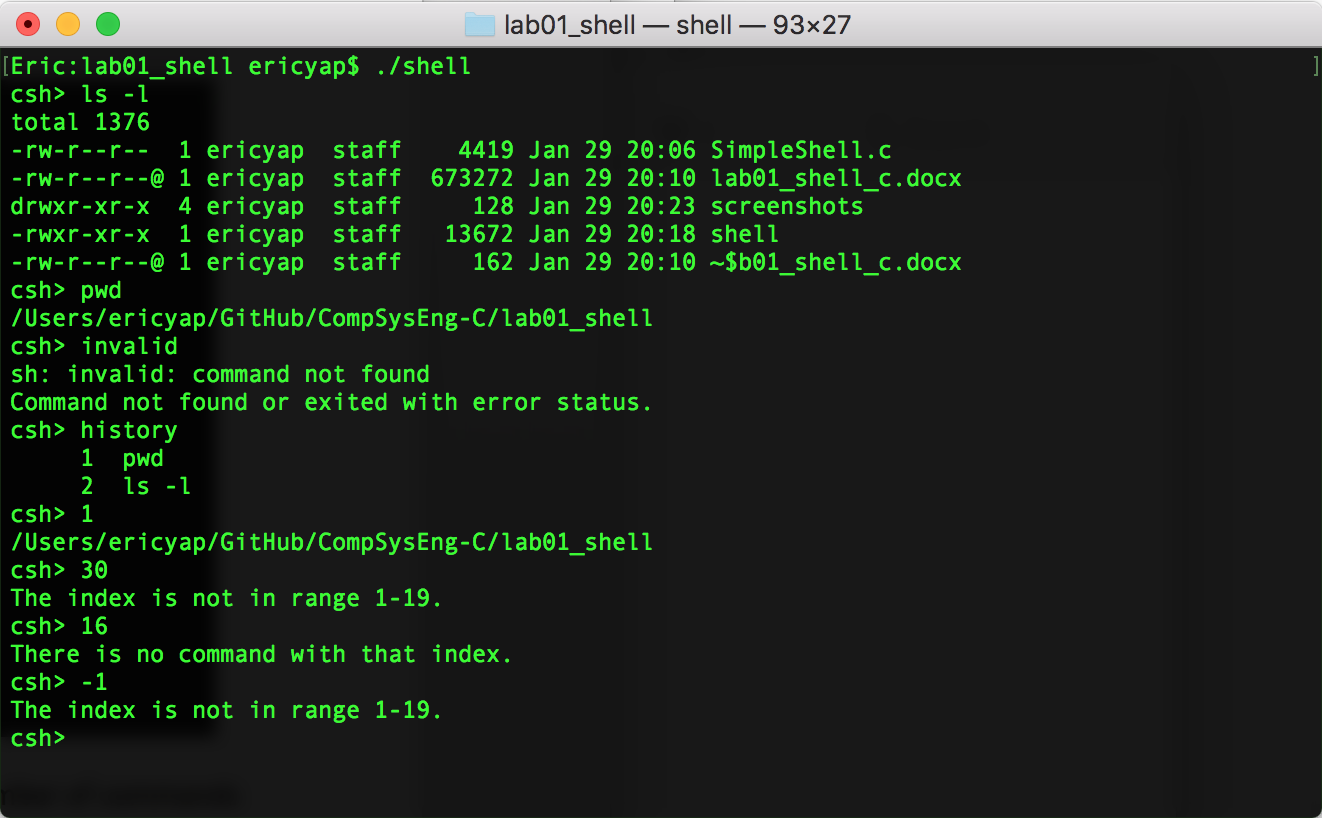 lab01_shell — shell — 93×27
[Eric:lab01_shell ericyap$ ./shell ]
csh> ls -l
total 1376
-rw-r--r--  1 ericyap  staff    4419 Jan 29 20:06 SimpleShell.c
-rw-r--r--@ 1 ericyap  staff  673272 Jan 29 20:10 lab01_shell_c.docx
drwxr-xr-x  4 ericyap  staff     128 Jan 29 20:23 screenshots
-rwxr-xr-x  1 ericyap  staff   13672 Jan 29 20:18 shell
-rw-r--r--@ 1 ericyap  staff     162 Jan 29 20:10 ~$b01_shell_c.docx
csh> pwd
/Users/ericyap/GitHub/CompSysEng-C/lab01_shell
csh> invalid
sh: invalid: command not found
Command not found or exited with error status.
csh> history
     1  pwd
     2  ls -l
csh> 1
/Users/ericyap/GitHub/CompSysEng-C/lab01_shell
csh> 30
The index is not in range 1-19.
csh> 16
There is no command with that index.
csh> -1
The index is not in range 1-19.
csh>